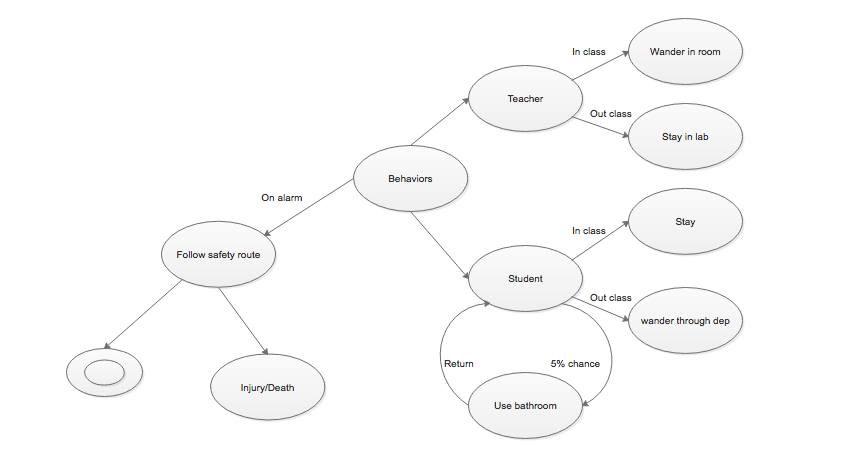 In class
Wander in room
Teacher
Out class
Stay in lab
Behaviors
On alarm
In class
Stay
Follow safety route
Student
Out class
wander through dep
Return
5% chance
Injury/Death
Use bathroom